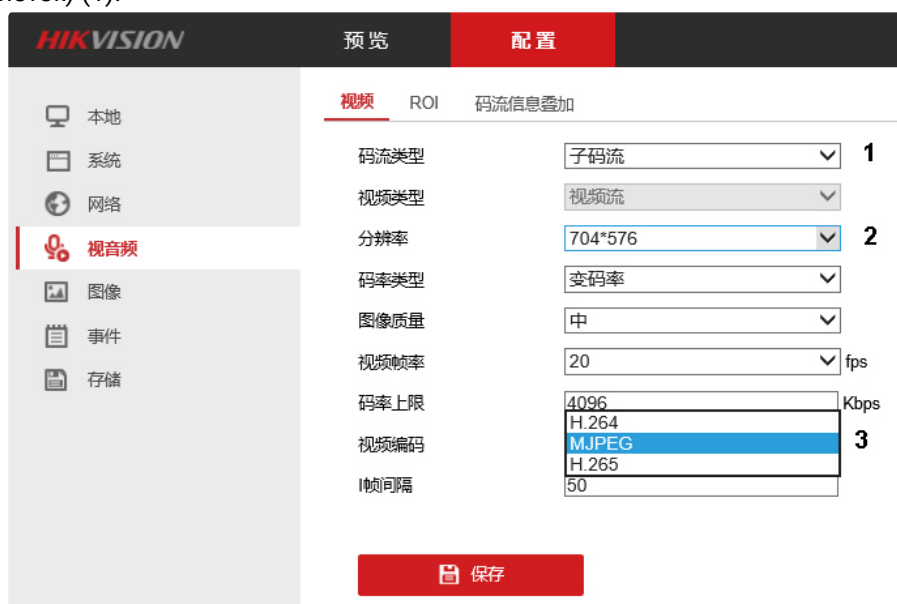 HIKVISION 预览 配置
本地
系统
网络
视音频
图像
事件
存储
视频 ROI 码流信息叠加
码流类型 子码流 1
视频类型 视频流
分辨率 704*576 2
码率类型 变码率
图像质量 中
视频帧率 20 fps
码率上限 4096 Kbps
H.264
视频编码 MJPEG 3
H.265
I帧间隔 50
保存